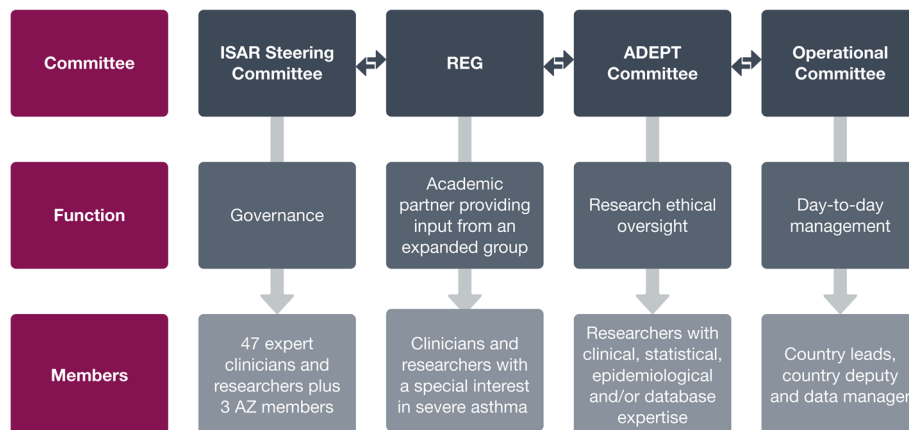 Committee
ISAR Steering
Committee
REG
ADEPT
Committee
Operational
Committee
Function
Governance
Academic
partner providing
input from an
expanded group
Research ethical
oversight
Day-to-day
management
Members
47 expert
clinicians and
researchers plus
3 AZ members
Clinicians and
researchers with
a special interest
in severe asthma
Researchers with
clinical, statistical,
epidemiological
and/or database
expertise
Country leads,
country deputy
and data manager